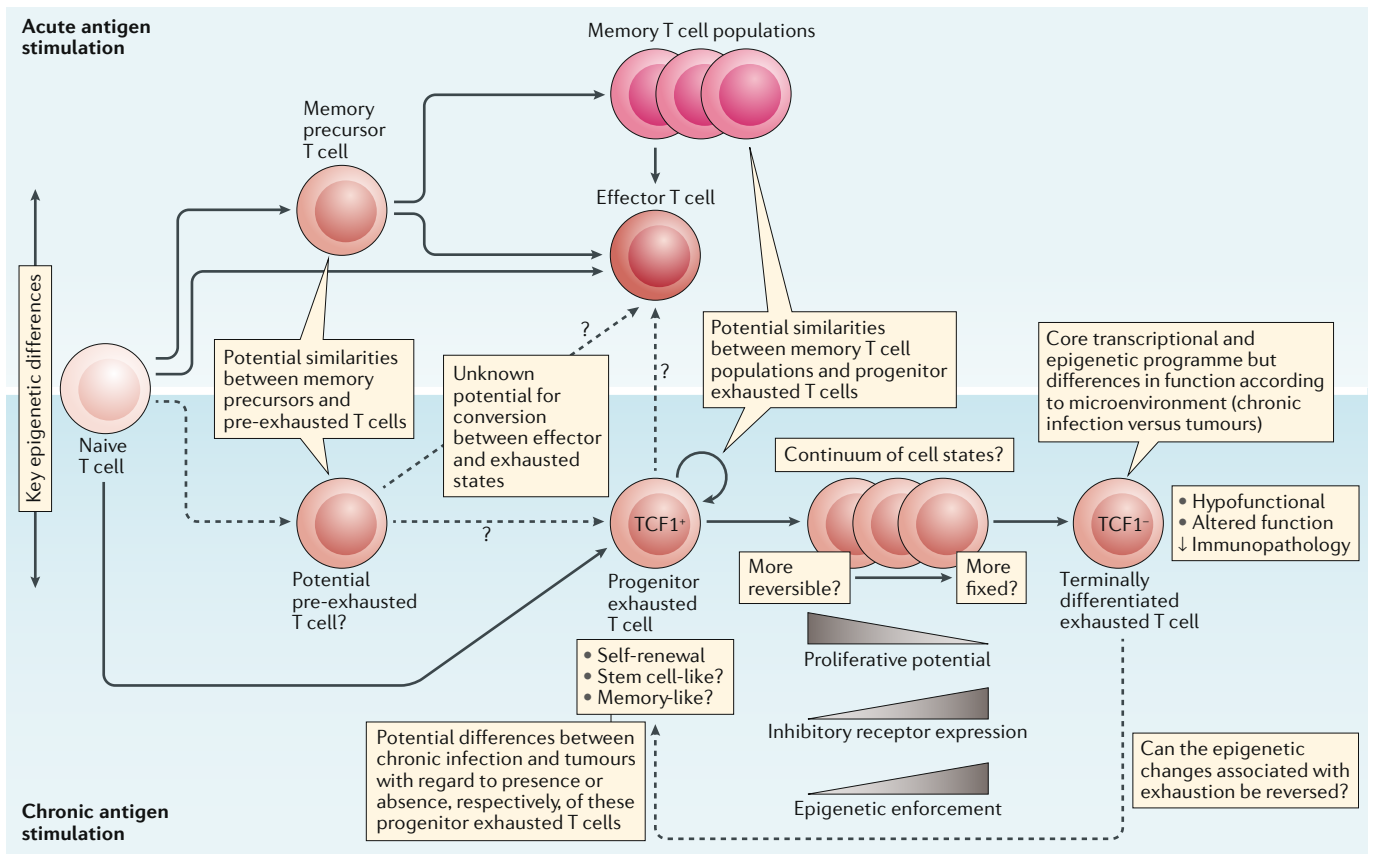 Acute antigen
stimulation
Memory T cell populations
Memory
precursor
T cell
Effector T cell
Key epigenetic differences
Potential similarities
between memory
precursors and
pre-exhausted T cells
Unknown
potential for
conversion
between effector
and exhausted
states
?
?
Potential similarities
between memory T cell
populations and progenitor
exhausted T cells
Core transcriptional and
epigenetic programme but
differences in function according
to microenvironment (chronic
infection versus tumours)
Naive
T cell
Continuum of cell states?
TCF1⁺
TCF1⁻
• Hypofunctional
• Altered function
↓ Immunopathology
?
Potential
pre-exhausted
T cell?
Progenitor
exhausted
T cell
More
reversible?
More
fixed?
Terminally
differentiated
exhausted T cell
• Self-renewal
• Stem cell-like?
• Memory-like?
Proliferative potential
Inhibitory receptor expression
Epigenetic enforcement
Potential differences between
chronic infection and tumours
with regard to presence or
absence, respectively, of these
progenitor exhausted T cells
Can the epigenetic
changes associated with
exhaustion be reversed?
Chronic antigen
stimulation